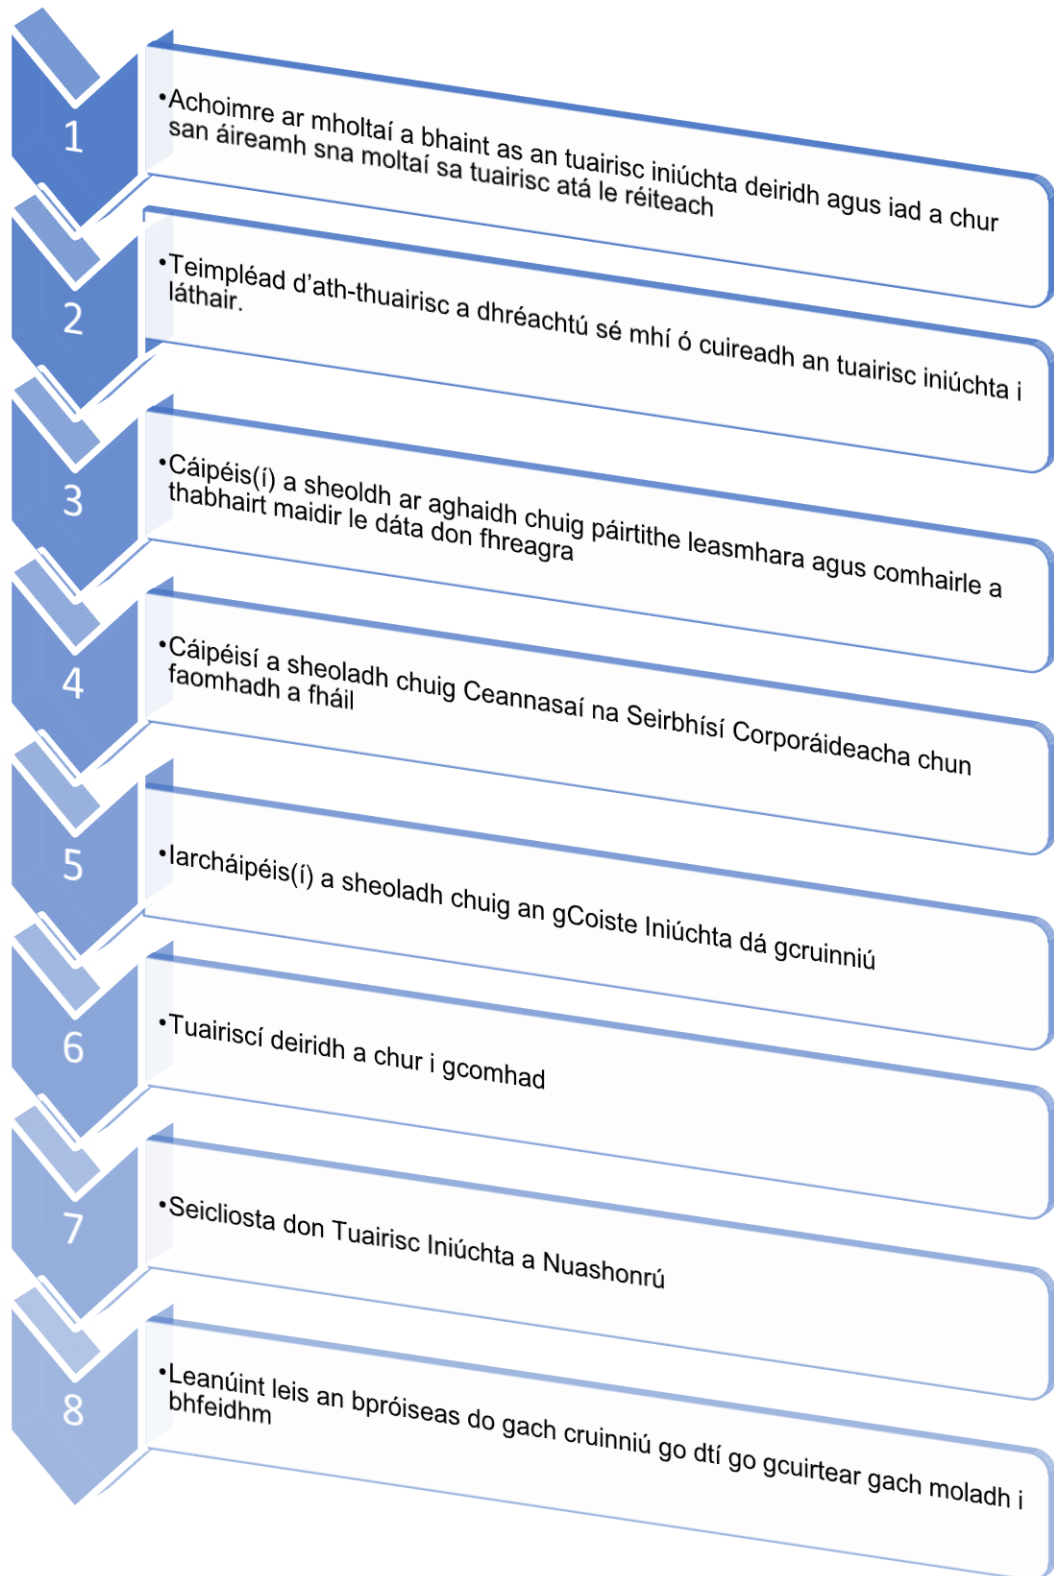 1
•Achoimre ar mholtaí a bhaint as an tuairisc iniúchta deiridh agus iad a chur
san áireamh sna moltaí sa tuairisc atá le réiteach
2
•Teimpléad d'ath-thuairisc a dhréachtú sé mhí ó cuireadh an tuairisc iniúchta i
láthair.
3
•Cáipéis(í) a sheoldh ar aghaidh chuig páirtithe leasmhara agus comhairle a
thabhairt maidir le dáta don fhreagra
4
•Cáipéisí a sheoladh chuig Ceannasaí na Seirbhísí Corporáideacha chun
faomhadh a fháil
5
•Iarcháipéis(í) a sheoladh chuig an gCoiste Iniúchta dá gcruinniú
6
•Tuairiscí deiridh a chur i gcomhad
7
•Seicliosta don Tuairisc Iniúchta a Nuashonrú
8
•Leanúint leis an bpróiseas do gach cruinniú go dtí go gcuirtear gach moladh i
bhfeidhm